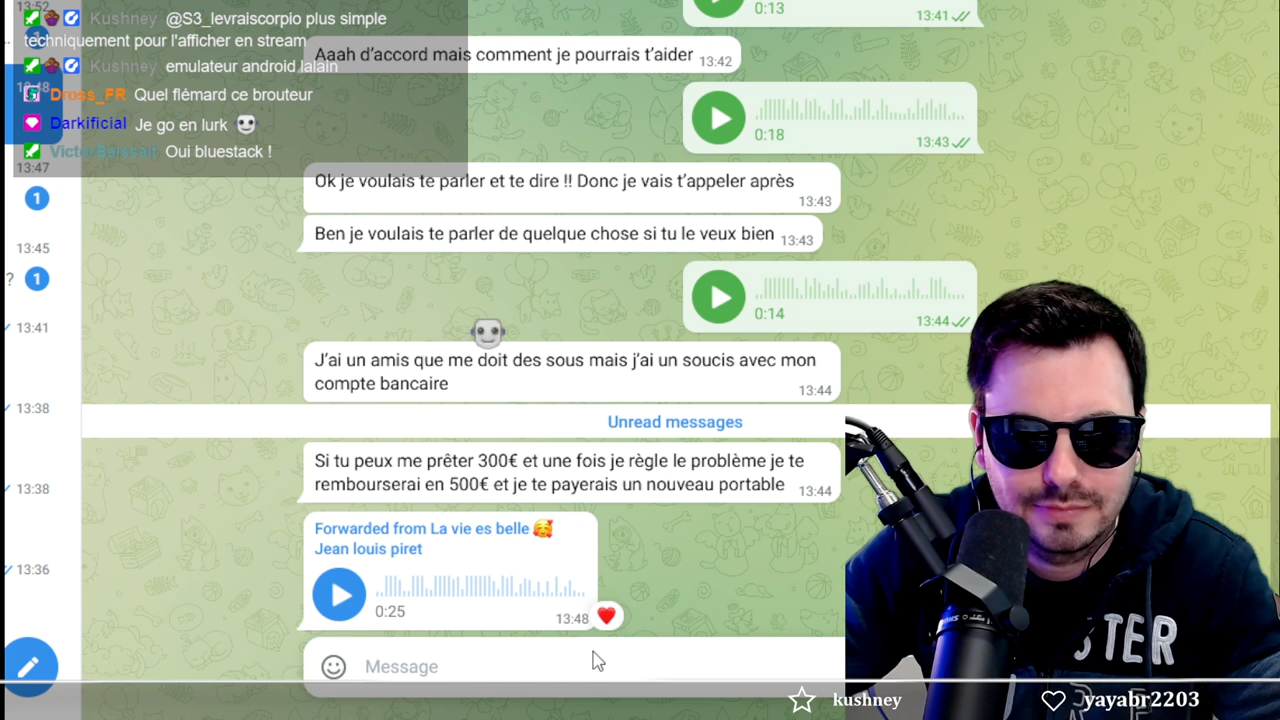 13:52
Kushney @S3_levraiscorpio plus simple
techniquement pour l'afficher en stream
Kushney emulateur android lalain
13:48
Dross_FR Quel flémard ce brouteur
Darkificial Je go en lurk
Oui bluestack !
13:47
1
13:45
?
1
13:41
13:38
13:38
13:36
0:13
13:41
Aaah d’accord mais comment je pourrais t’aider 13:42
0:18
13:43
Ok je voulais te parler et te dire !! Donc je vais t’appeler après
13:43
Ben je voulais te parler de quelque chose si tu le veux bien 13:43
0:14
13:44
J’ai un amis que me doit des sous mais j’ai un soucis avec mon
compte bancaire 13:44
Unread messages
Si tu peux me prêter 300€ et une fois je règle le problème je te
rembourserai en 500€ et je te payerais un nouveau portable 13:44
Forwarded from La vie es belle 🥰
Jean louis piret
0:25
13:48 ❤️
Message
STER
kushney
yayabr2203